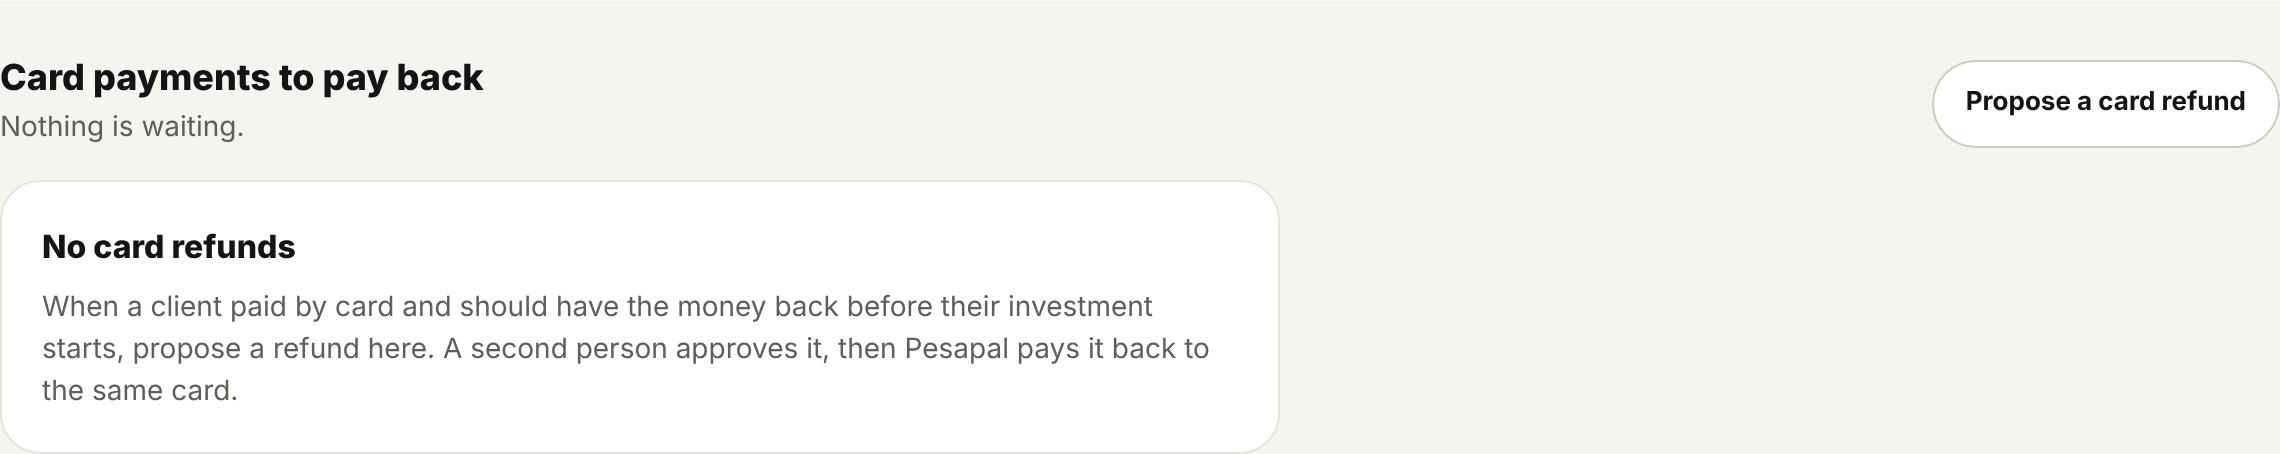 Card payments to pay back
Nothing is waiting.
Propose a card refund
No card refunds
When a client paid by card and should have the money back before their investment
starts, propose a refund here. A second person approves it, then Pesapal pays it back to
the same card.